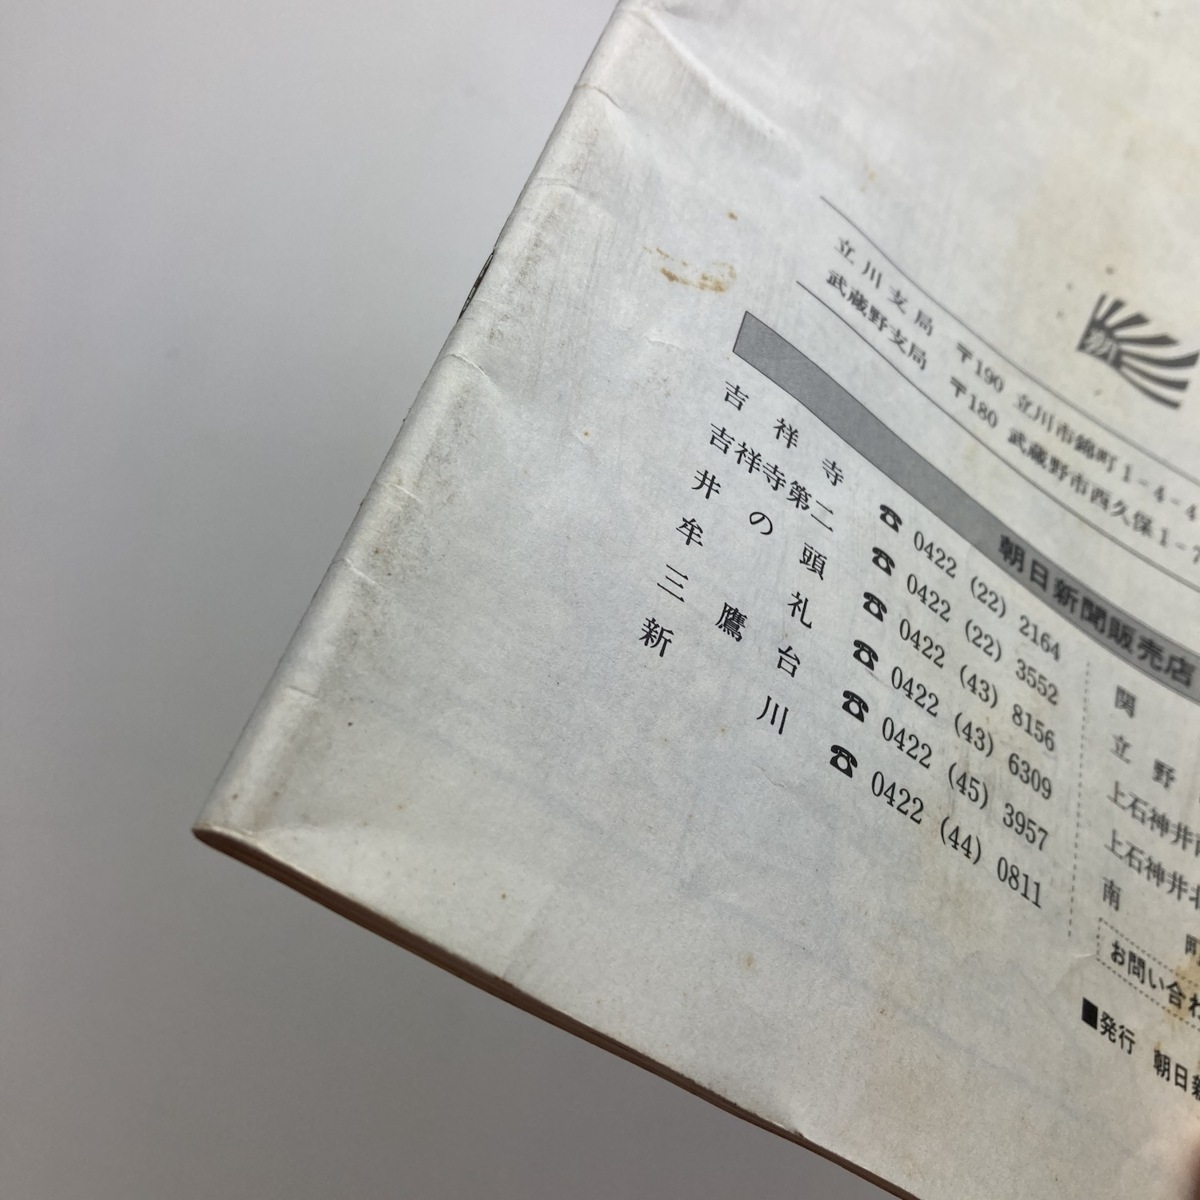 立川支局 〒190 立川市錦町1-4-4
武蔵野支局 〒180 武蔵野市西久保1-7
朝日新聞販売店
吉祥寺 ☎ 0422 (22) 2164
吉祥寺第二 ☎ 0422 (22) 3552
井の頭 ☎ 0422 (43) 8156
牟礼 ☎ 0422 (43) 6309
三鷹台 ☎ 0422 (45) 3957
新川 ☎ 0422 (44) 0811
関
立野
上石神井南
上石神井北
南
お問い合わ
■発行 朝日新